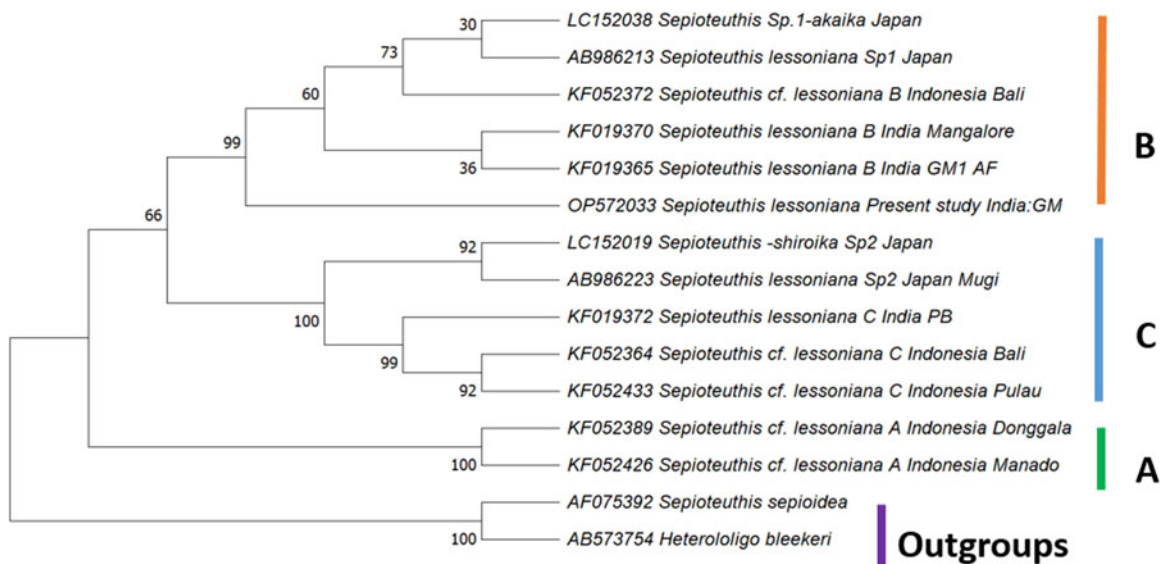 30
LC152038 Sepioteuthis Sp.1-akaika Japan
73
AB986213 Sepioteuthis lessoniana Sp1 Japan
60
KF052372 Sepioteuthis cf. lessoniana B Indonesia Bali
99
KF019370 Sepioteuthis lessoniana B India Mangalore
36
KF019365 Sepioteuthis lessoniana B India GM1 AF
B
66
OP572033 Sepioteuthis lessoniana Present study India:GM
92
LC152019 Sepioteuthis -shiroika Sp2 Japan
AB986223 Sepioteuthis lessoniana Sp2 Japan Mugi
100
KF019372 Sepioteuthis lessoniana C India PB
C
99
KF052364 Sepioteuthis cf. lessoniana C Indonesia Bali
92
KF052433 Sepioteuthis cf. lessoniana C Indonesia Pulau
KF052389 Sepioteuthis cf. lessoniana A Indonesia Donggala
100
KF052426 Sepioteuthis cf. lessoniana A Indonesia Manado
A
AF075392 Sepioteuthis sepioidea
100
AB573754 Heterololigo bleekeri
Outgroups